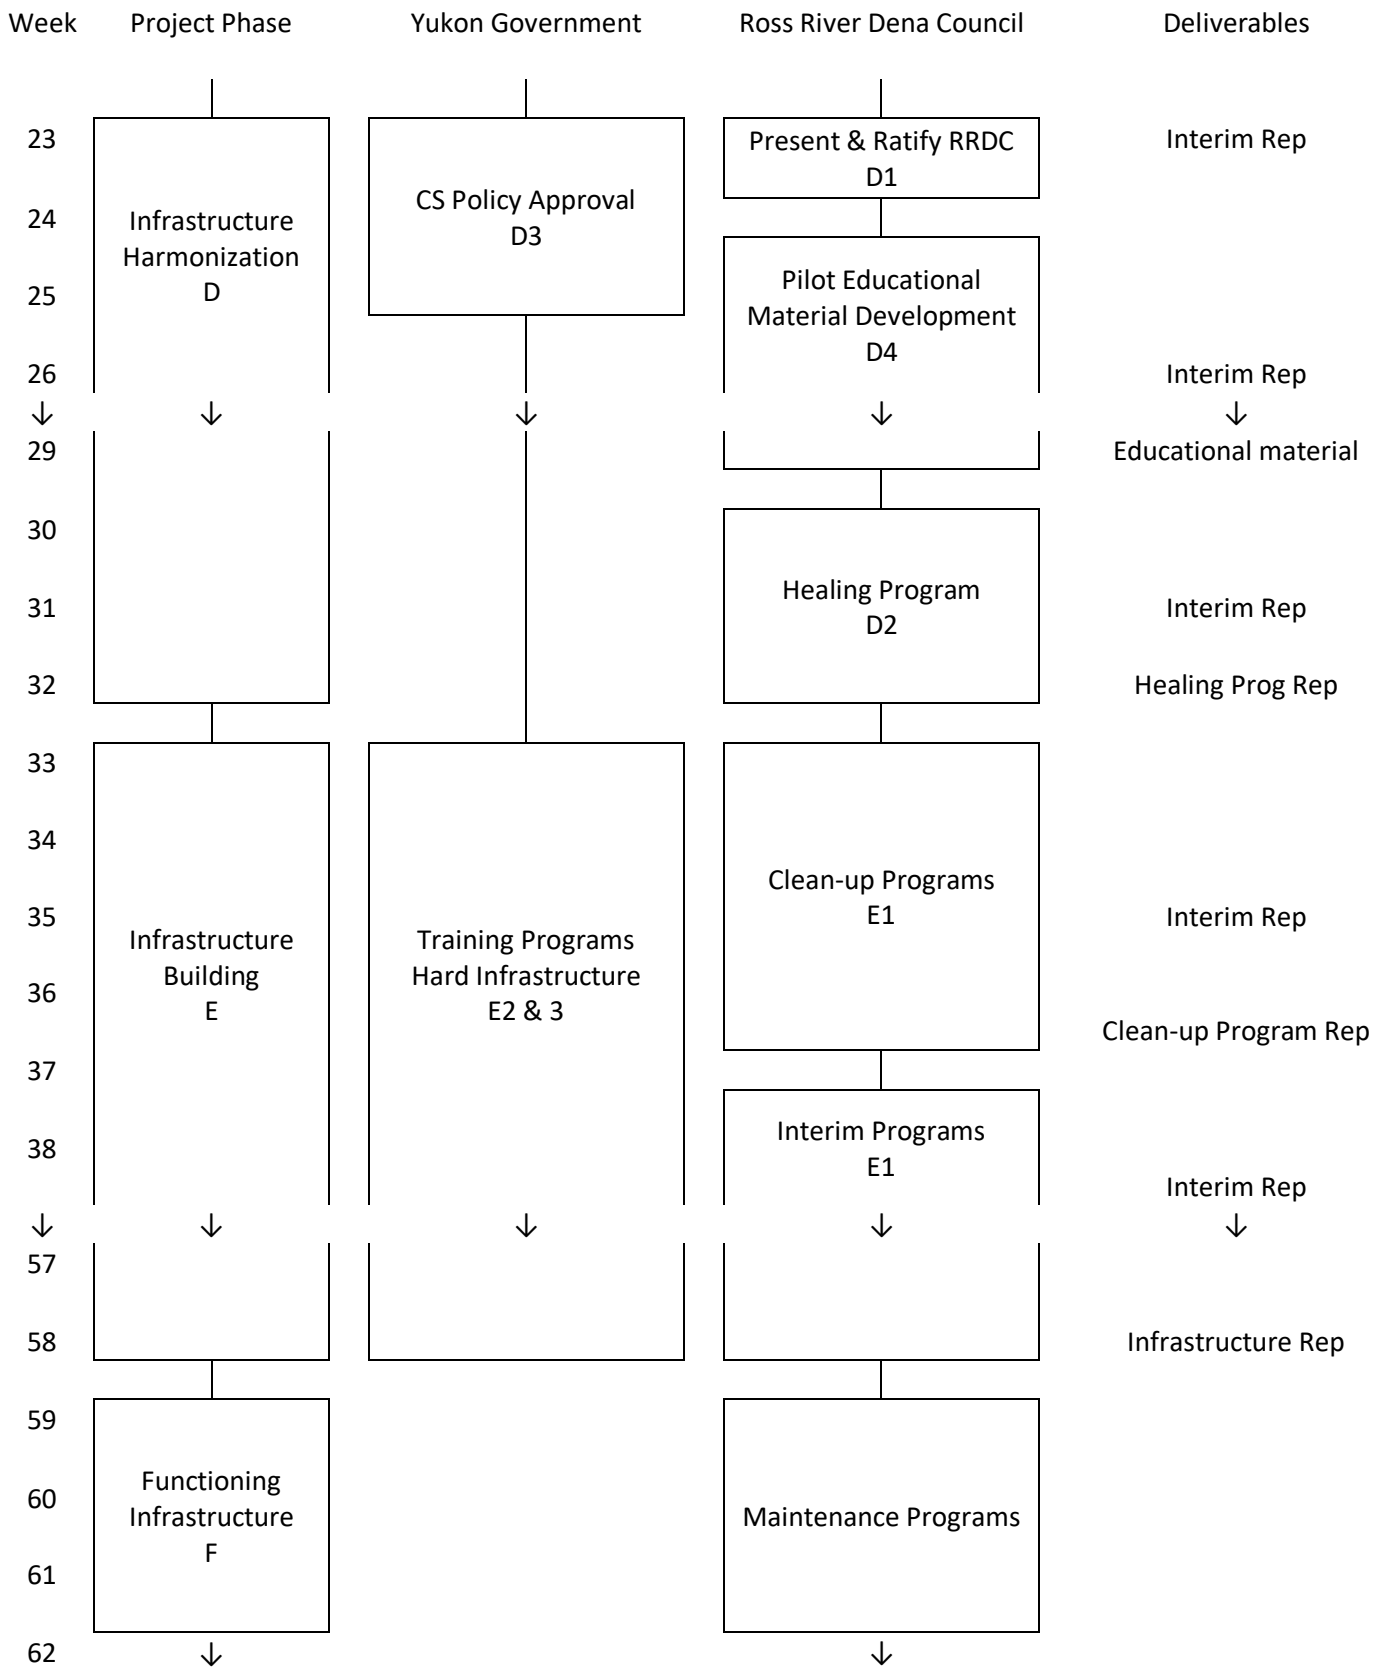 Week Project Phase Yukon Government Ross River Dena Council Deliverables
23 Present & Ratify RRDC Interim Rep
D1
CS Policy Approval
24 Infrastructure D3
Harmonization
25 D Pilot Educational
Material Development
D4
26 Interim Rep
↓ ↓ ↓ ↓ ↓
29 Educational material
30
Healing Program
31 D2 Interim Rep
32 Healing Prog Rep
33
34
Clean-up Programs
35 E1 Interim Rep
Infrastructure Training Programs
Building Hard Infrastructure
36 E E2 & 3
Clean-up Program Rep
37
Interim Programs
38 E1
Interim Rep
↓ ↓ ↓ ↓ ↓
57
58 Infrastructure Rep
59
Functioning
60 Infrastructure Maintenance Programs
F
61
62 ↓ ↓